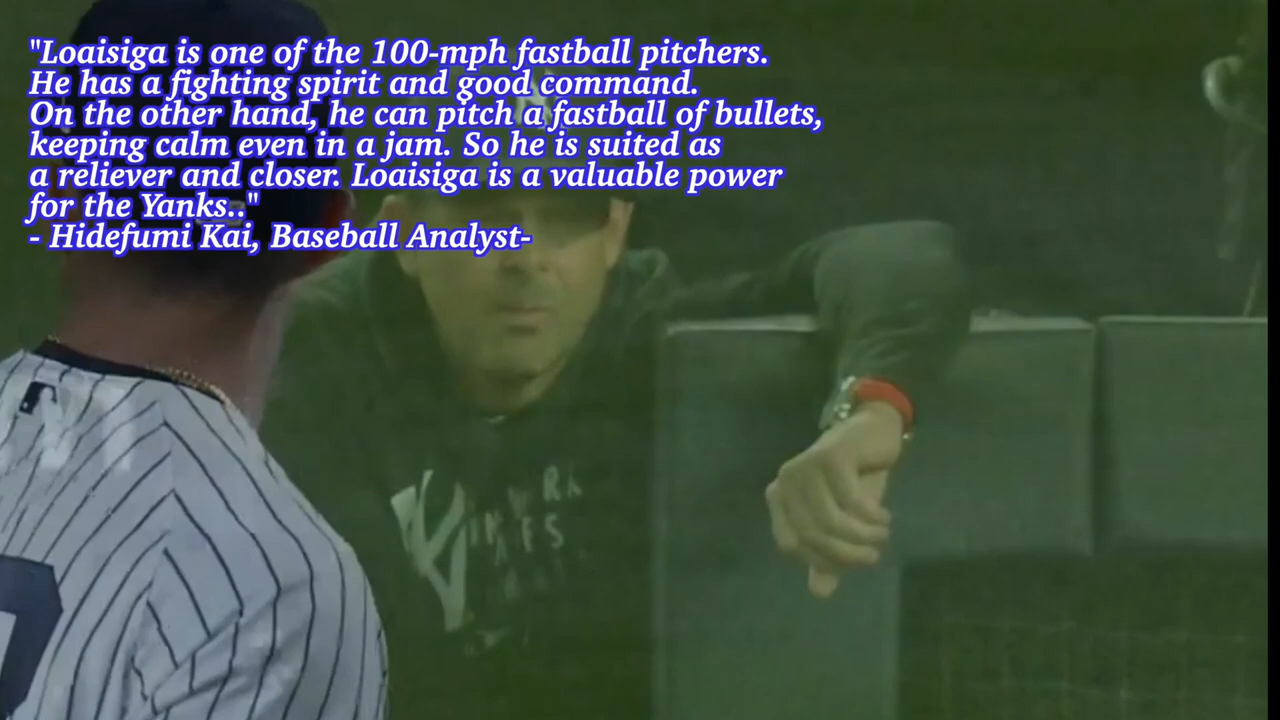 "Loaisiga is one of the 100-mph fastball pitchers.
He has a fighting spirit and good command.
On the other hand, he can pitch a fastball of bullets,
keeping calm even in a jam. So he is suited as
a reliever and closer. Loaisiga is a valuable power
for the Yanks.."
- Hidefumi Kai, Baseball Analyst-